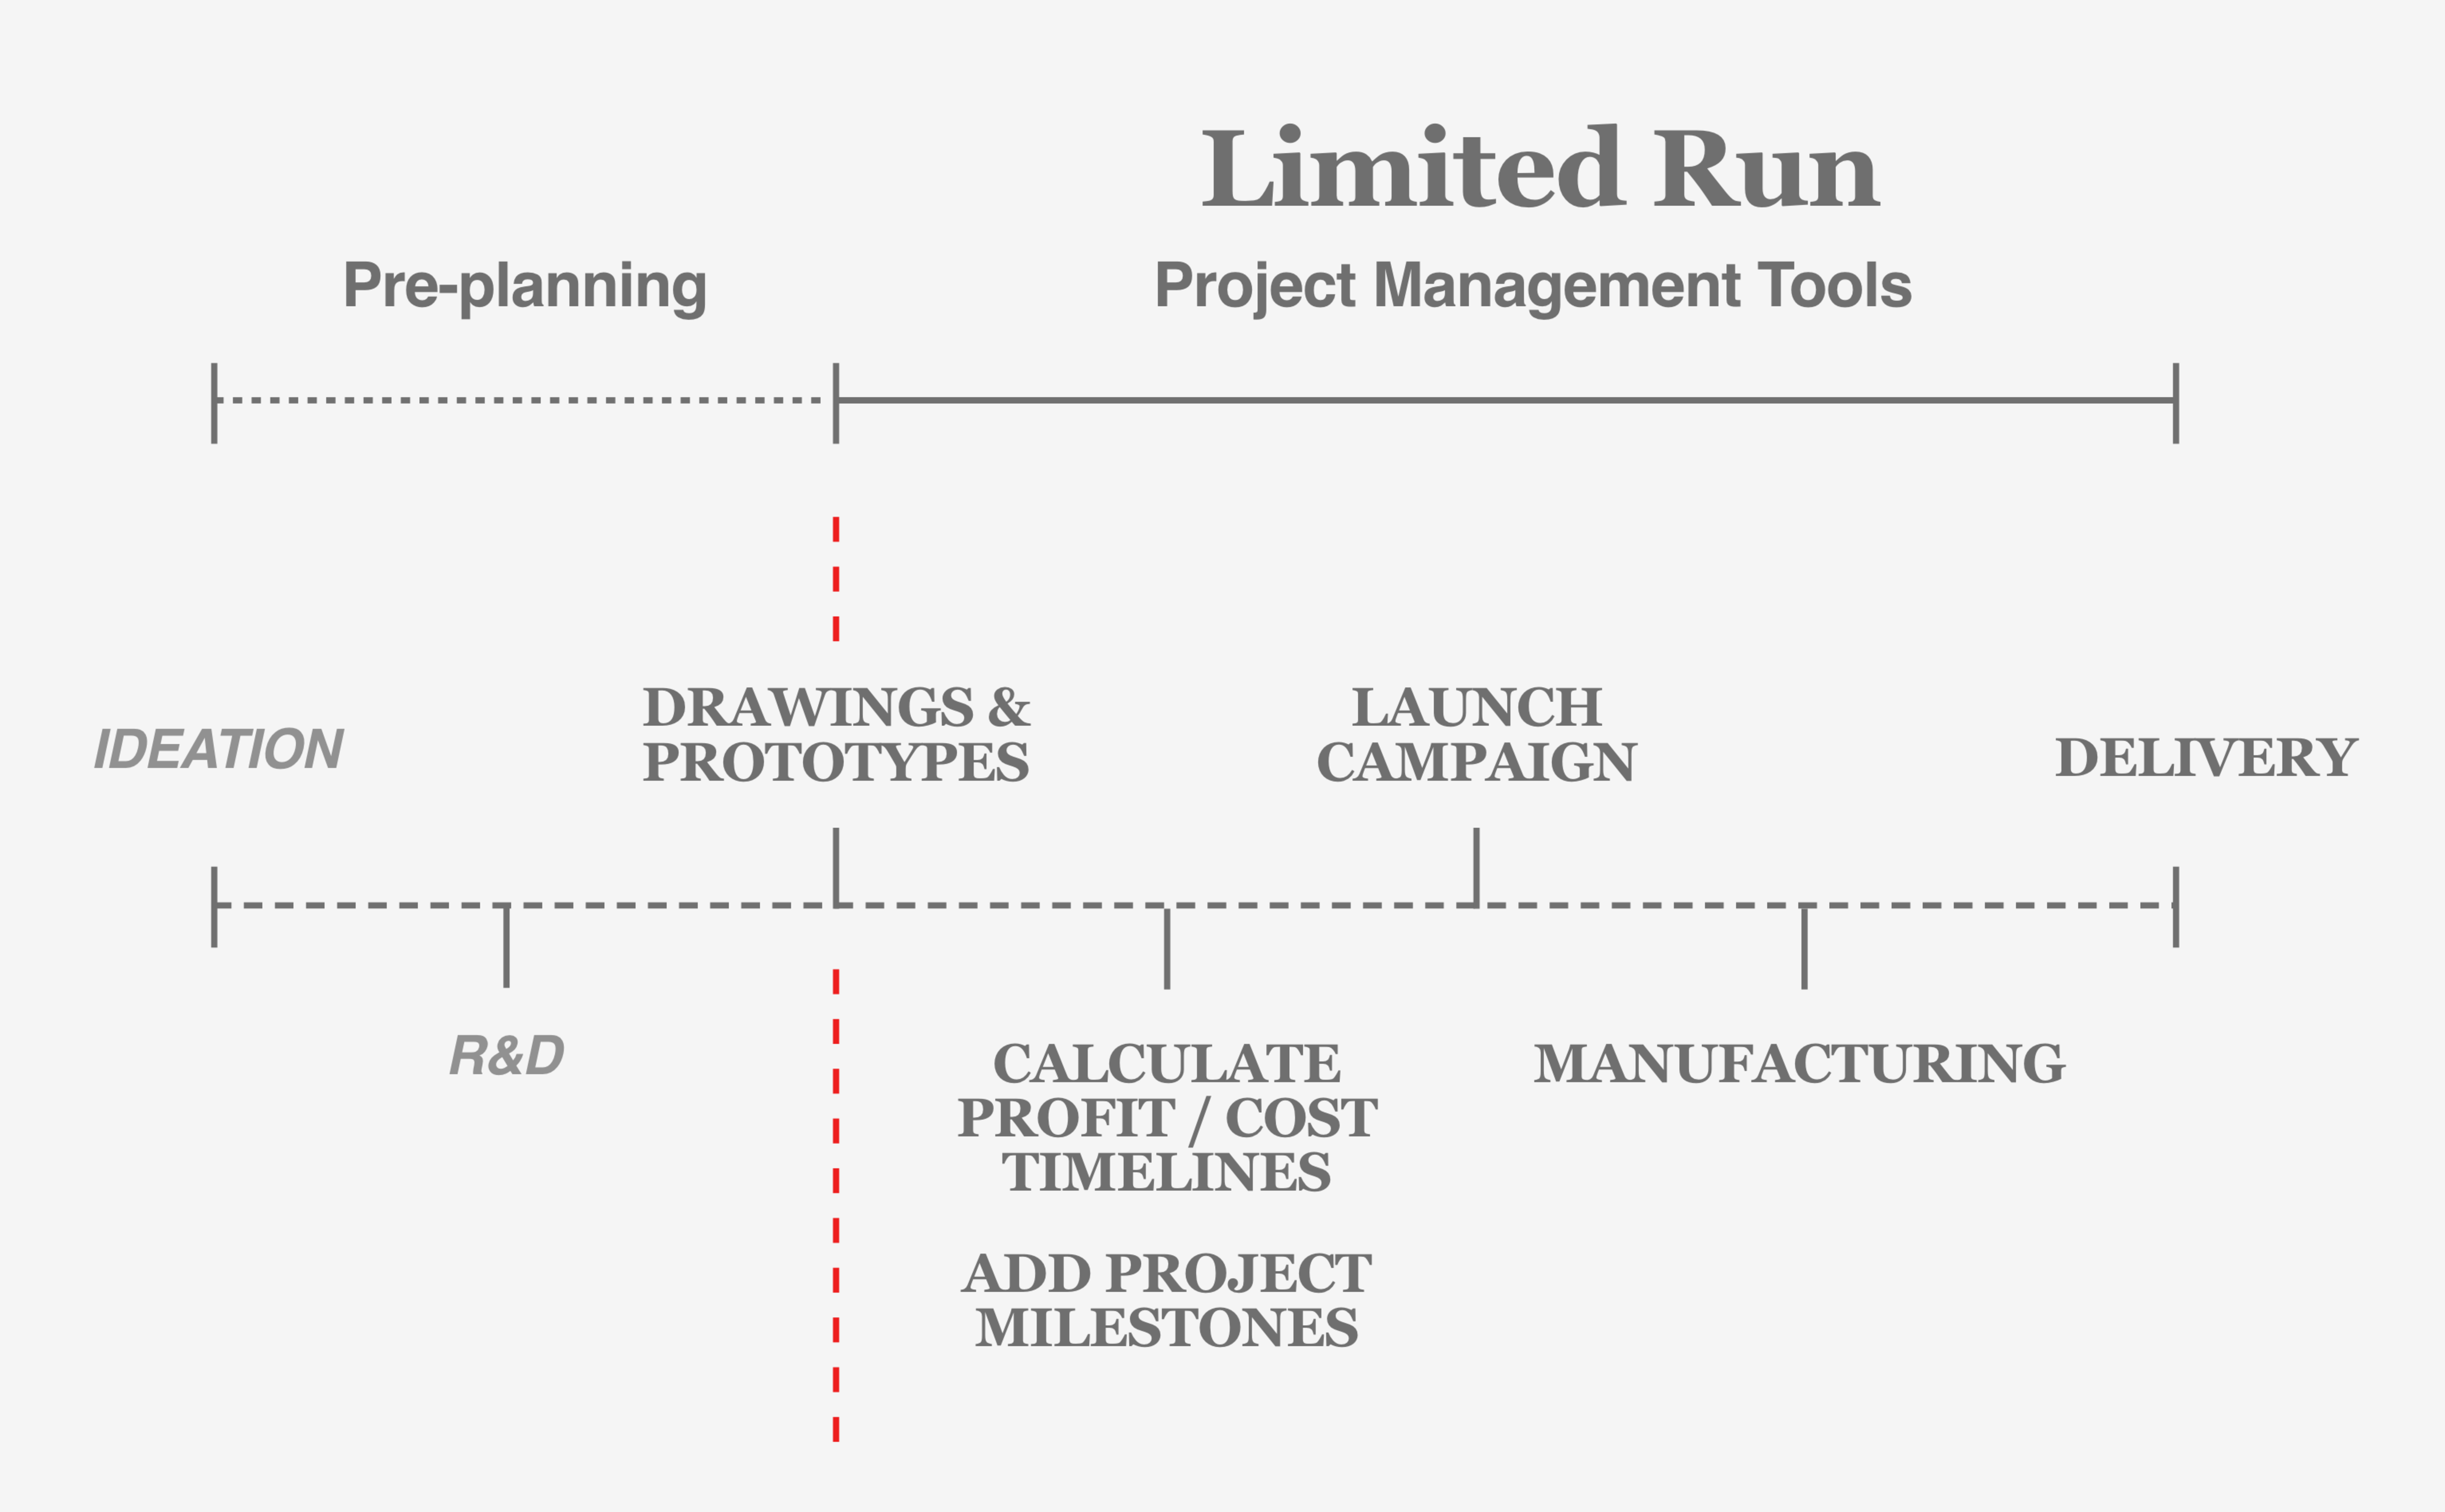 Limited Run
Pre-planning
Project Management Tools
IDEATION
DRAWINGS &
PROTOTYPES
LAUNCH
CAMPAIGN
DELIVERY
R&D
CALCULATE
PROFIT / COST
TIMELINES
ADD PROJECT
MILESTONES
MANUFACTURING